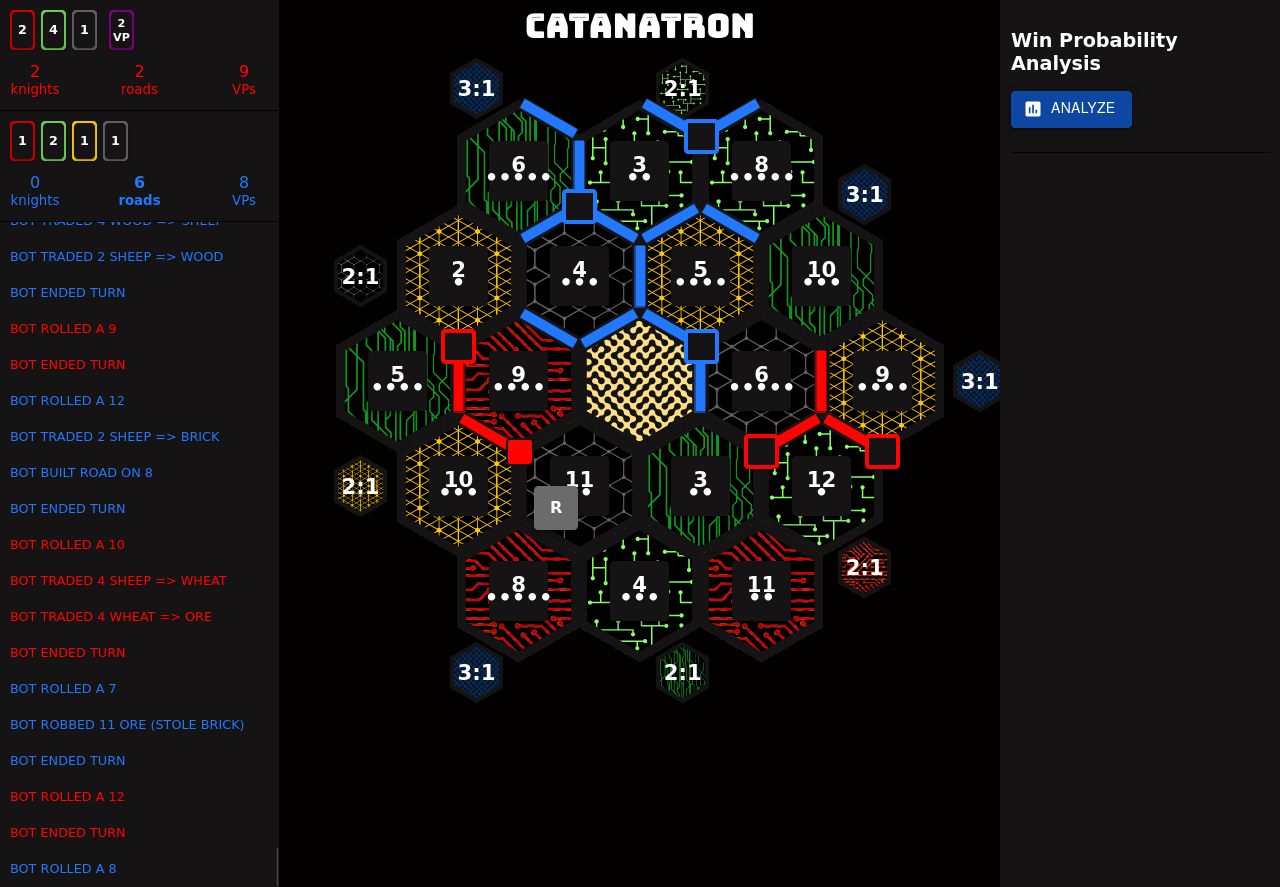 2 4 1 2 VP
2 2 9
knights roads VPs
1 2 1 1
0 6 8
knights roads VPs
BOT TRADED 4 WOOD => SHEEP
BOT TRADED 2 SHEEP => WOOD
BOT ENDED TURN
BOT ROLLED A 9
BOT ENDED TURN
BOT ROLLED A 12
BOT TRADED 2 SHEEP => BRICK
BOT BUILT ROAD ON 8
BOT ENDED TURN
BOT ROLLED A 10
BOT TRADED 4 SHEEP => WHEAT
BOT TRADED 4 WHEAT => ORE
BOT ENDED TURN
BOT ROLLED A 7
BOT ROBBED 11 ORE (STOLE BRICK)
BOT ENDED TURN
BOT ROLLED A 12
BOT ENDED TURN
BOT ROLLED A 8
CATANATRON
3:1 2:1
6 3 8
3:1
2:1 2 4 5 10
5 9 6 9 3:1
2:1 10 11 3 12
R
8 4 11 2:1
3:1 2:1
Win Probability
Analysis
ANALYZE